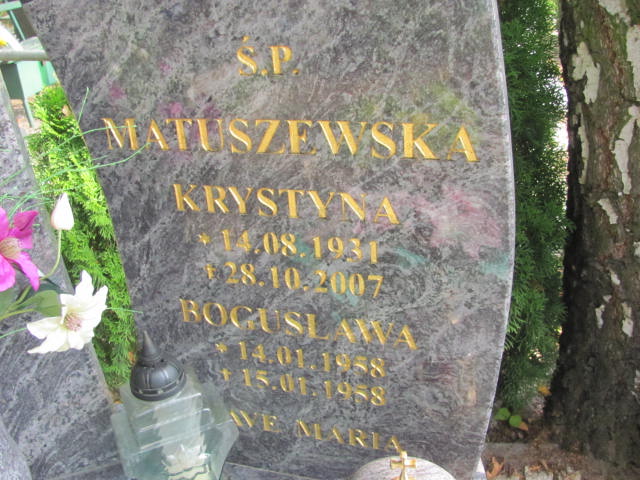 Ś.P.
MATUSZEWSKA
KRYSTYNA
* 14.08.1931
+ 28.10.2007
BOGUSŁAWA
* 14.01.1958
+ 15.01.1958
AVE MARIA